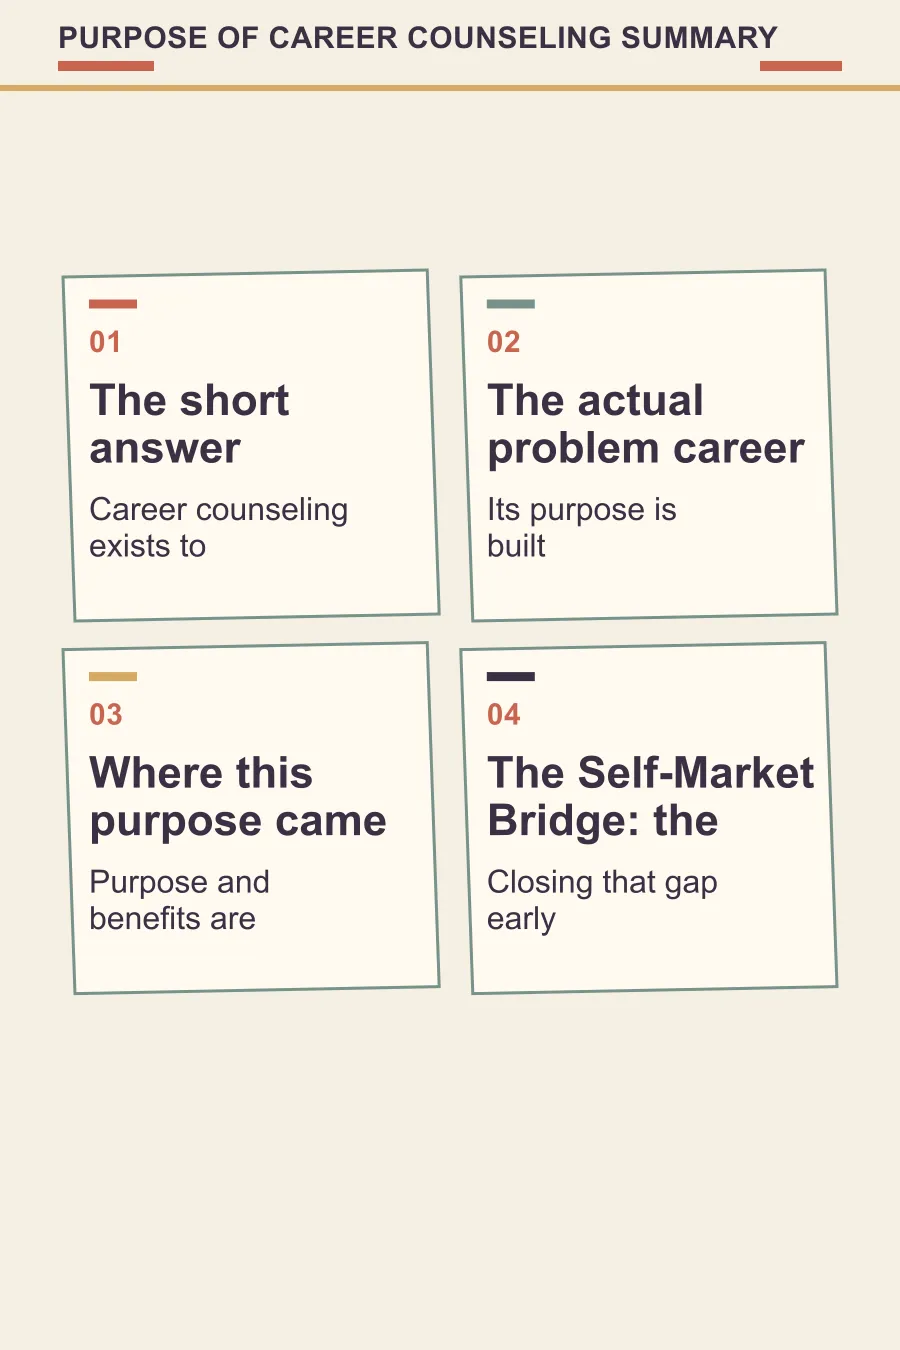 PURPOSE OF CAREER COUNSELING SUMMARY
01
The short
answer
Career counseling
exists to
02
The actual
problem career
Its purpose is
built
03
Where this
purpose came
Purpose and
benefits are
04
The Self-Market
Bridge: the
Closing that gap
early